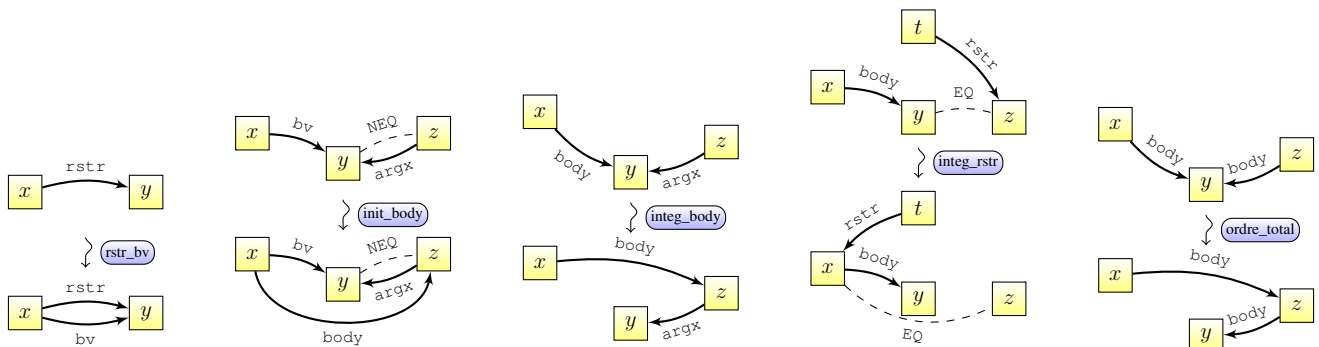 rstr
x
y
rstr_bv
rstr
x
y
bv
bv
NEQ
x
y
z
argx
init_body
bv
NEQ
x
y
z
argx
body
x
z
body
y
argx
integ_body
body
x
z
y
argx
t
rstr
body
EQ
x
y
z
integ_rstr
t
rstr
x
body
y
z
EQ
x
z
body
body
y
ordre_total
body
x
z
body
y